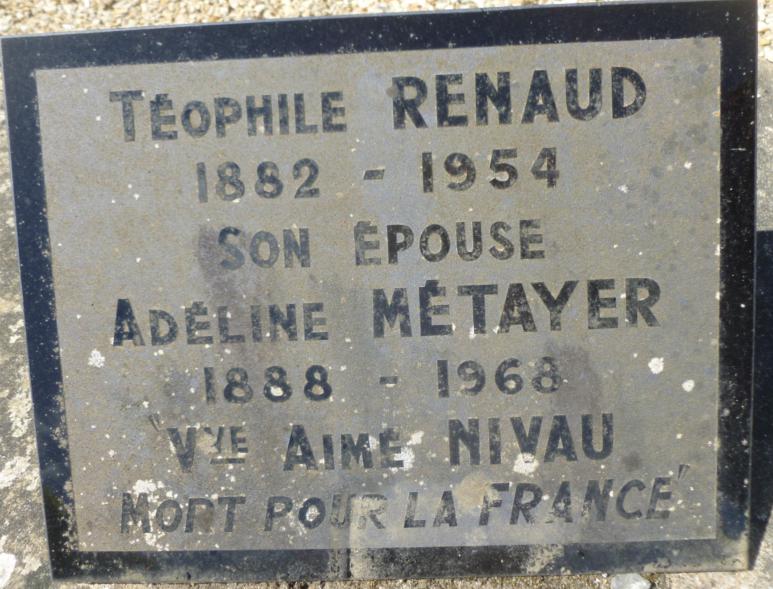 TÉOPHILE RENAUD
1882 - 1954
SON ÉPOUSE
ADÉLINE MÉTAYER
1888 - 1968
"VVE AIMÉ NIVAU
MORT POUR LA FRANCE"